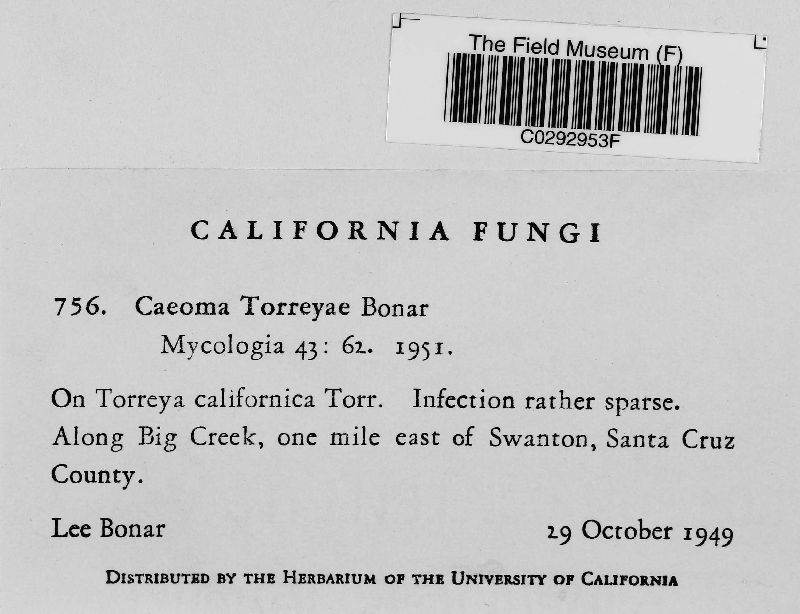 The Field Museum (F)
C0292953F
CALIFORNIA FUNGI
756. Caeoma Torreyae Bonar
Mycologia 43: 62. 1951.
On Torreya californica Torr. Infection rather sparse.
Along Big Creek, one mile east of Swanton, Santa Cruz
County.
Lee Bonar 29 October 1949
DISTRIBUTED BY THE HERBARIUM OF THE UNIVERSITY OF CALIFORNIA